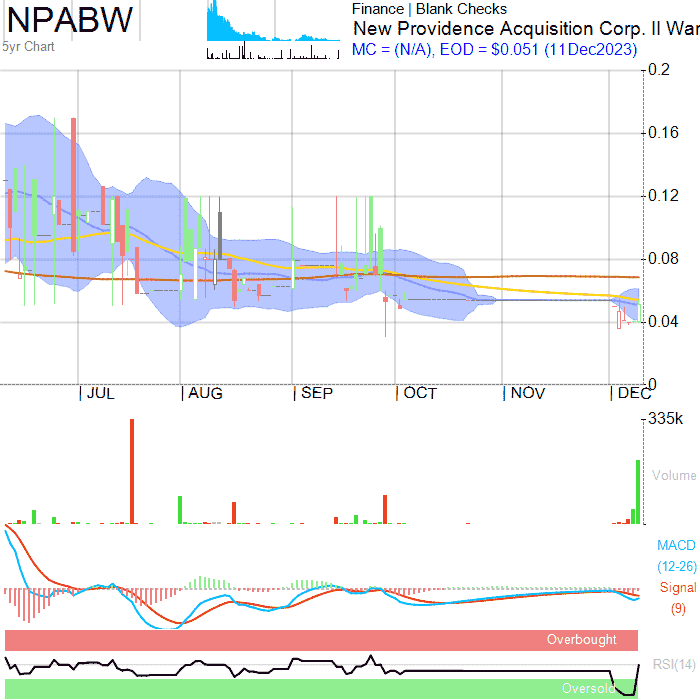 NPABW
5yr Chart
Finance | Blank Checks
New Providence Acquisition Corp. II War
MC = (N/A), EOD = $0.051 (11Dec2023)
0.2
0.16
0.12
0.08
0.04
0
JUL
AUG
SEP
OCT
NOV
DEC
335k
Volume
MACD
(12-26)
Signal
(9)
Overbought
RSI(14)
Oversold